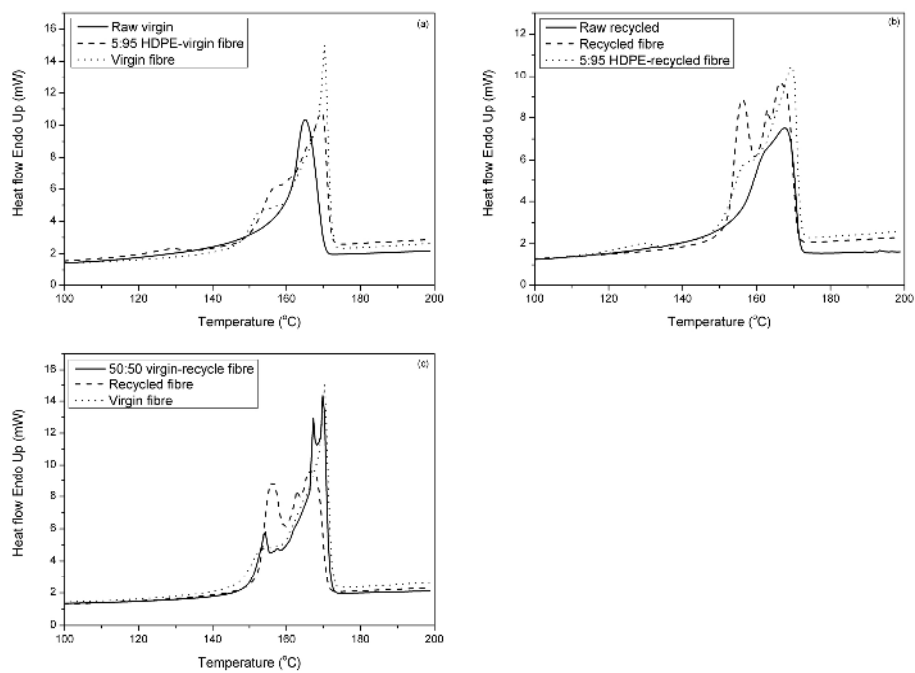 (a)
Raw virgin
5:95 HDPE-virgin fibre
Virgin fibre
Heat flow Endo Up (mW)
16
14
12
10
8
6
4
2
0
100 120 140 160 180 200
Temperature (°C)
(b)
Raw recycled
Recycled fibre
5:95 HDPE-recycled fibre
Heat flow Endo Up (mW)
12
10
8
6
4
2
0
100 120 140 160 180 200
Temperature (°C)
(c)
50:50 virgin-recycle fibre
Recycled fibre
Virgin fibre
Heat flow Endo Up (mW)
16
14
12
10
8
6
4
2
0
100 120 140 160 180 200
Temperature (°C)